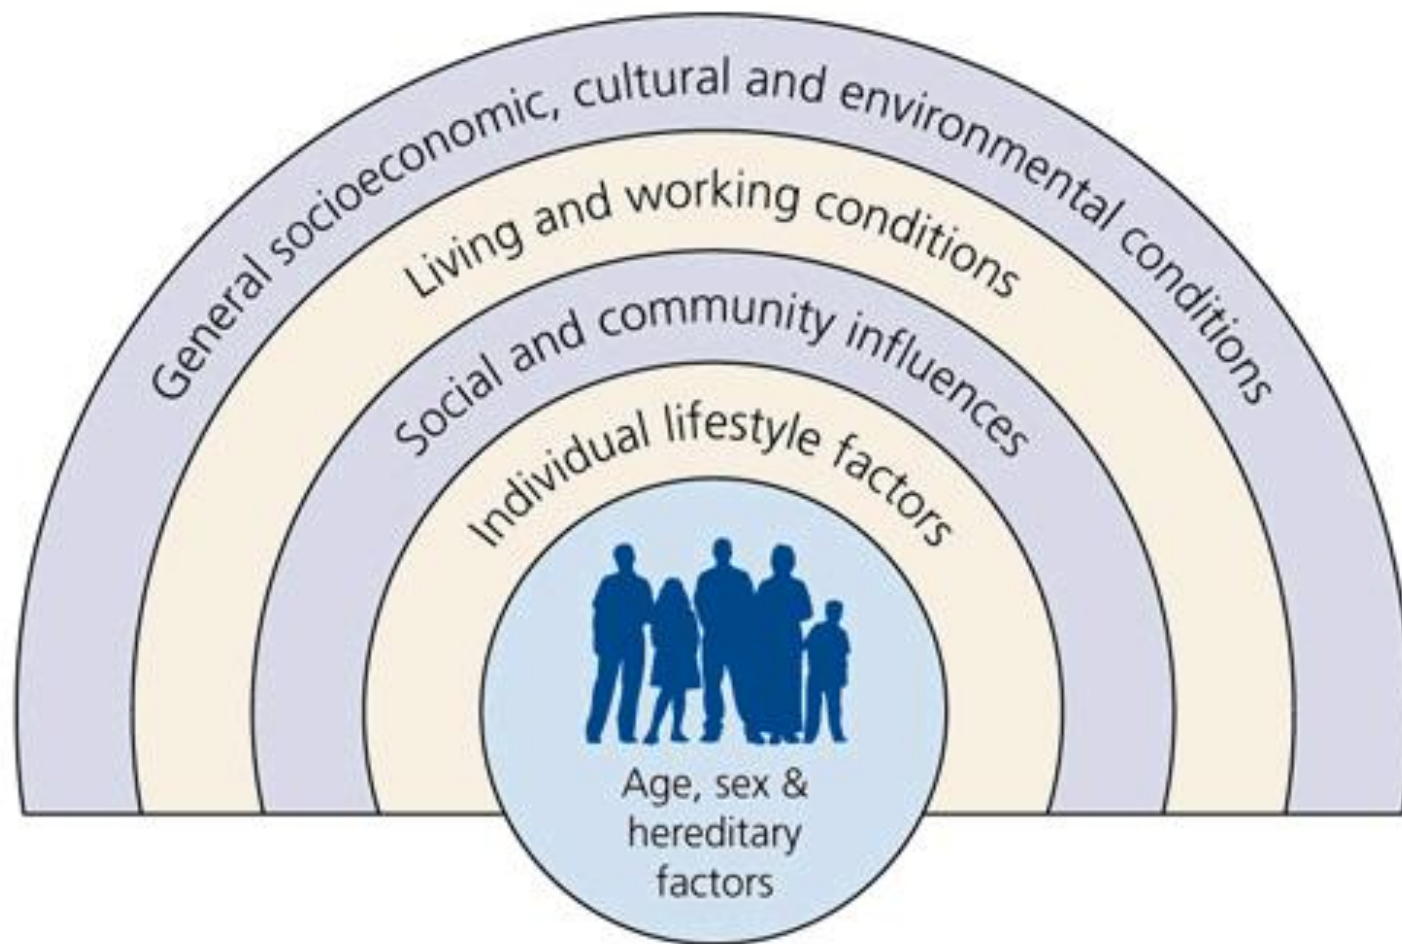 General socioeconomic, cultural and environmental conditions
Living and working conditions
Social and community influences
Individual lifestyle factors
Age, sex &
hereditary
factors